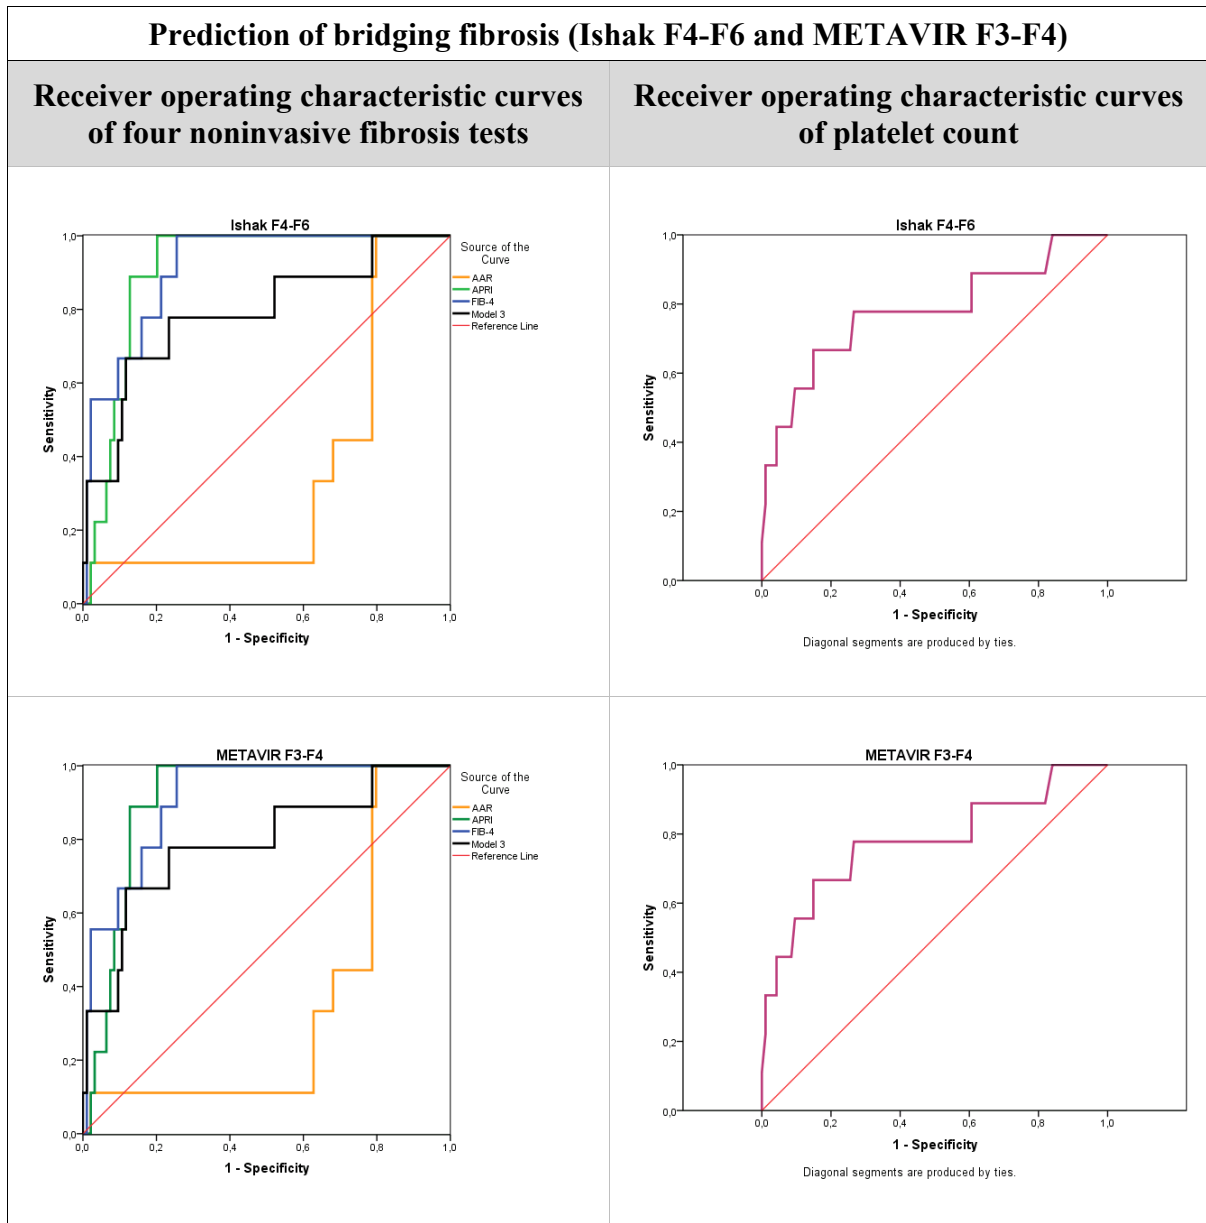 Prediction of bridging fibrosis (Ishak F4-F6 and METAVIR F3-F4)
Receiver operating characteristic curves
of four noninvasive fibrosis tests
Receiver operating characteristic curves
of platelet count
Ishak F4-F6
Source of the
Curve
AAR
APRI
FIB-4
Model 3
Reference Line
Sensitivity
1,0
0,8
0,6
0,4
0,2
0,0
0,0 0,2 0,4 0,6 0,8 1,0
1 - Specificity
Ishak F4-F6
Sensitivity
1,0
0,8
0,6
0,4
0,2
0,0
0,0 0,2 0,4 0,6 0,8 1,0
1 - Specificity
Diagonal segments are produced by ties.
METAVIR F3-F4
Source of the
Curve
AAR
APRI
FIB-4
Model 3
Reference Line
Sensitivity
1,0
0,8
0,6
0,4
0,2
0,0
0,0 0,2 0,4 0,6 0,8 1,0
1 - Specificity
METAVIR F3-F4
Sensitivity
1,0
0,8
0,6
0,4
0,2
0,0
0,0 0,2 0,4 0,6 0,8 1,0
1 - Specificity
Diagonal segments are produced by ties.